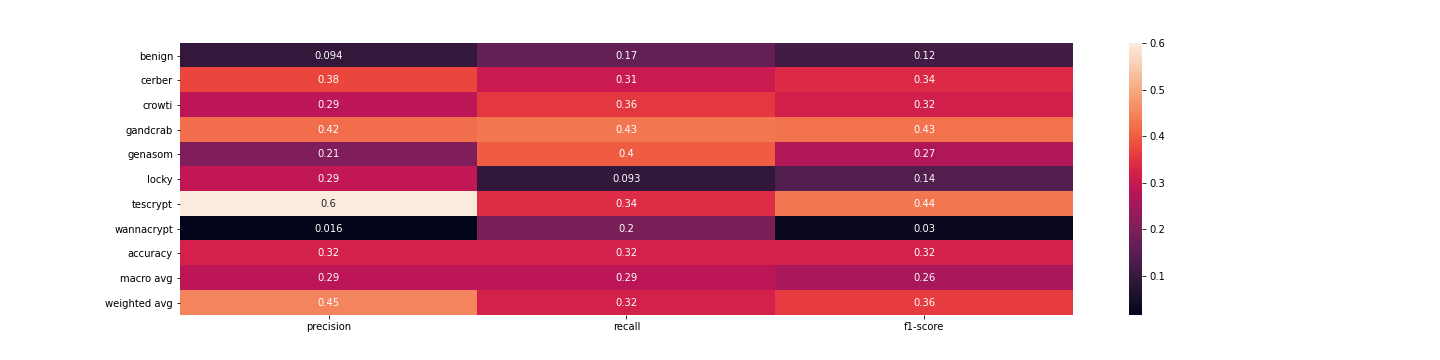 benign 0.094 0.17 0.12
cerber 0.38 0.31 0.34
crowti 0.29 0.36 0.32
gandcrab 0.42 0.43 0.43
genasom 0.21 0.4 0.27
locky 0.29 0.093 0.14
tescrypt 0.6 0.34 0.44
wannacrypt 0.016 0.2 0.03
accuracy 0.32 0.32 0.32
macro avg 0.29 0.29 0.26
weighted avg 0.45 0.32 0.36
precision recall f1-score
0.6
0.5
0.4
0.3
0.2
0.1